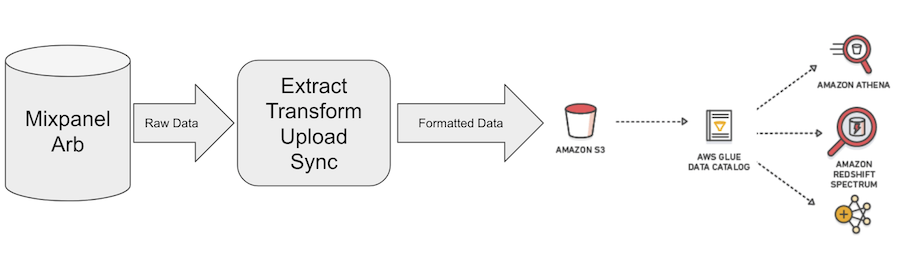 Mixpanel
Arb
Raw Data
Extract
Transform
Upload
Sync
Formatted Data
AMAZON S3
AWS GLUE
DATA CATALOG
AMAZON ATHENA
AMAZON
REDSHIFT
SPECTRUM